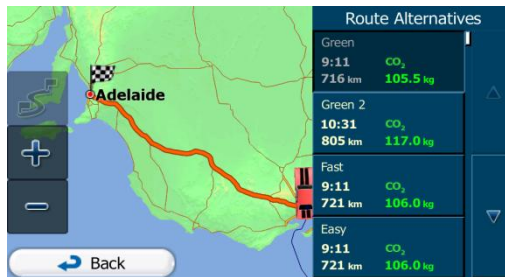 Route Alternatives
Green
9:11 CO₂
716 km 105.5 kg
Green 2
10:31 CO₂
805 km 117.0 kg
Fast
9:11 CO₂
721 km 106.0 kg
Easy
9:11 CO₂
721 km 106.0 kg
Adelaide
Back